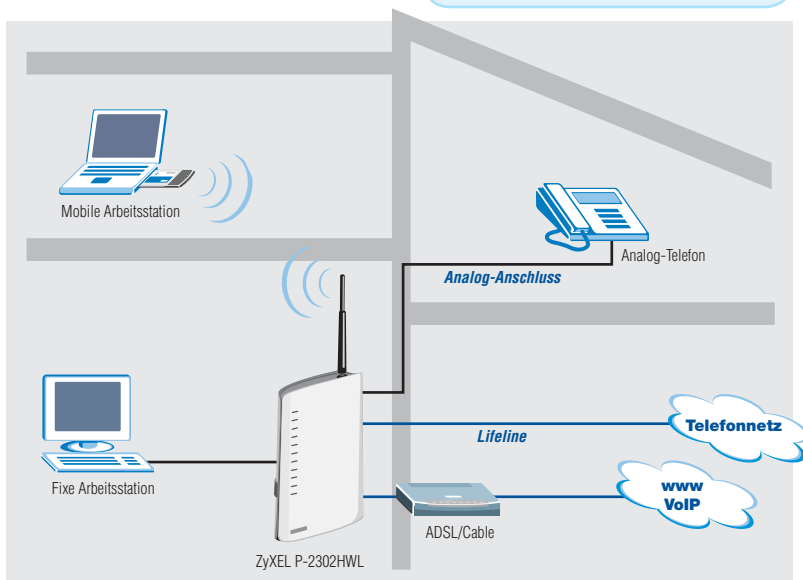 Mobile Arbeitsstation
Analog-Telefon
Analog-Anschluss
Telefonnetz
Lifeline
www
VoIP
Fixe Arbeitsstation
ADSL/Cable
ZyXEL P-2302HWL